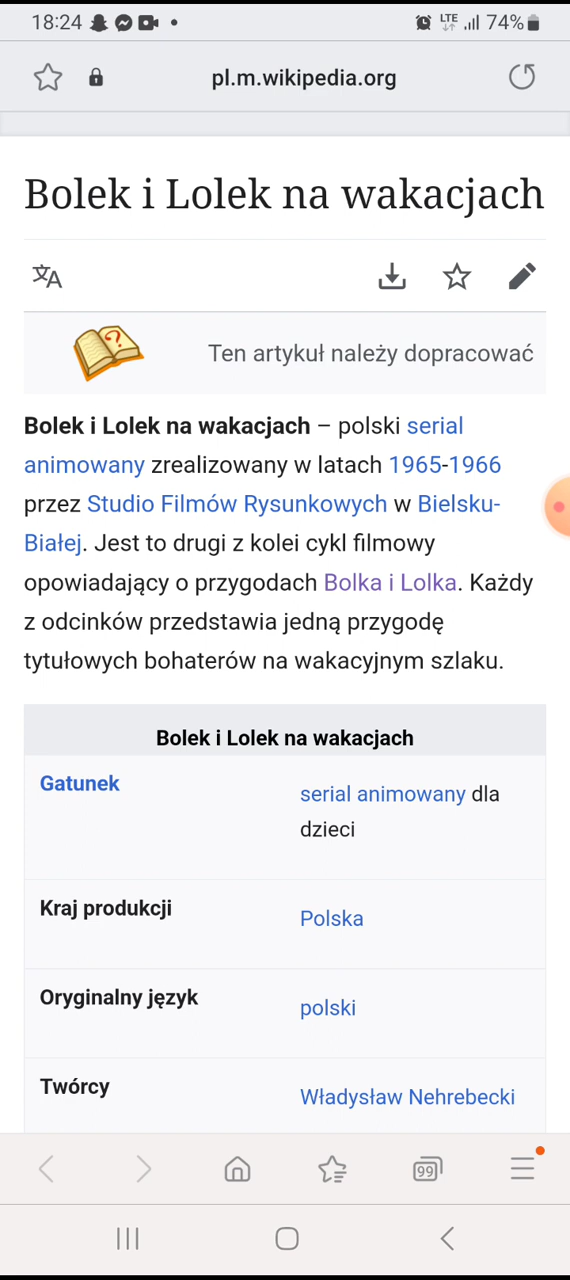 18:24 LTE 74%
pl.m.wikipedia.org
Bolek i Lolek na wakacjach
Ten artykuł należy dopracować
Bolek i Lolek na wakacjach – polski serial
animowany zrealizowany w latach 1965-1966
przez Studio Filmów Rysunkowych w Bielsku-
Białej. Jest to drugi z kolei cykl filmowy
opowiadający o przygodach Bolka i Lolka. Każdy
z odcinków przedstawia jedną przygodę
tytułowych bohaterów na wakacyjnym szlaku.
Bolek i Lolek na wakacjach
Gatunek
serial animowany dla
dzieci
Kraj produkcji
Polska
Oryginalny język
polski
Twórcy
Władysław Nehrebecki
99